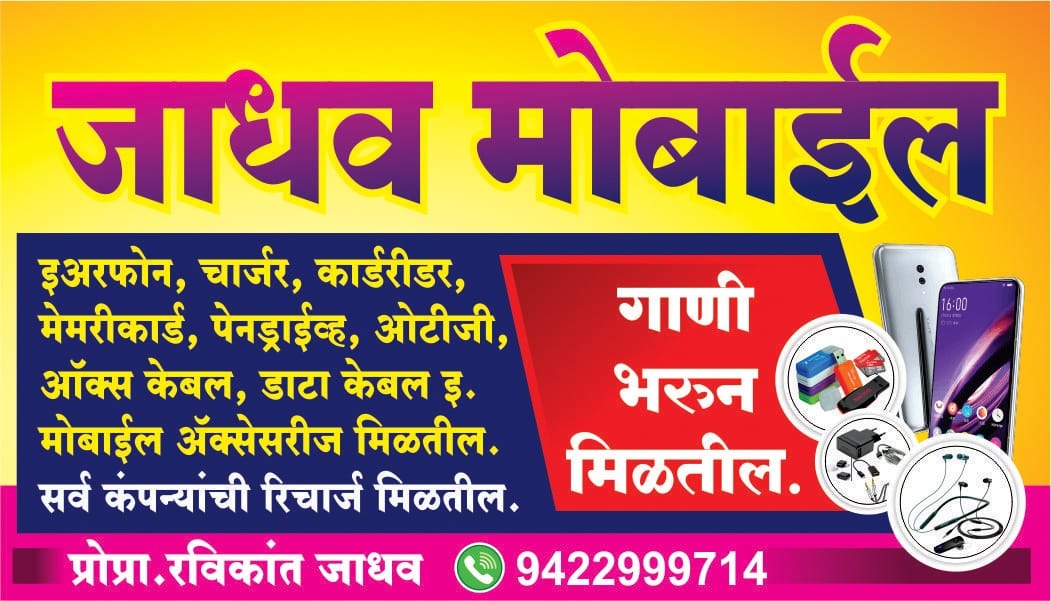 जाधव मोबाईल
इअरफोन, चार्जर, कार्डरीडर,
मेमरीकार्ड, पेनड्राईव्ह, ओटीजी,
ऑक्स केबल, डाटा केबल इ.
मोबाईल ॲक्सेसरीज मिळतील.
सर्व कंपन्यांची रिचार्ज मिळतील.
गाणी
भरुन
मिळतील.
16:00
प्रोप्रा.रविकांत जाधव
9422999714